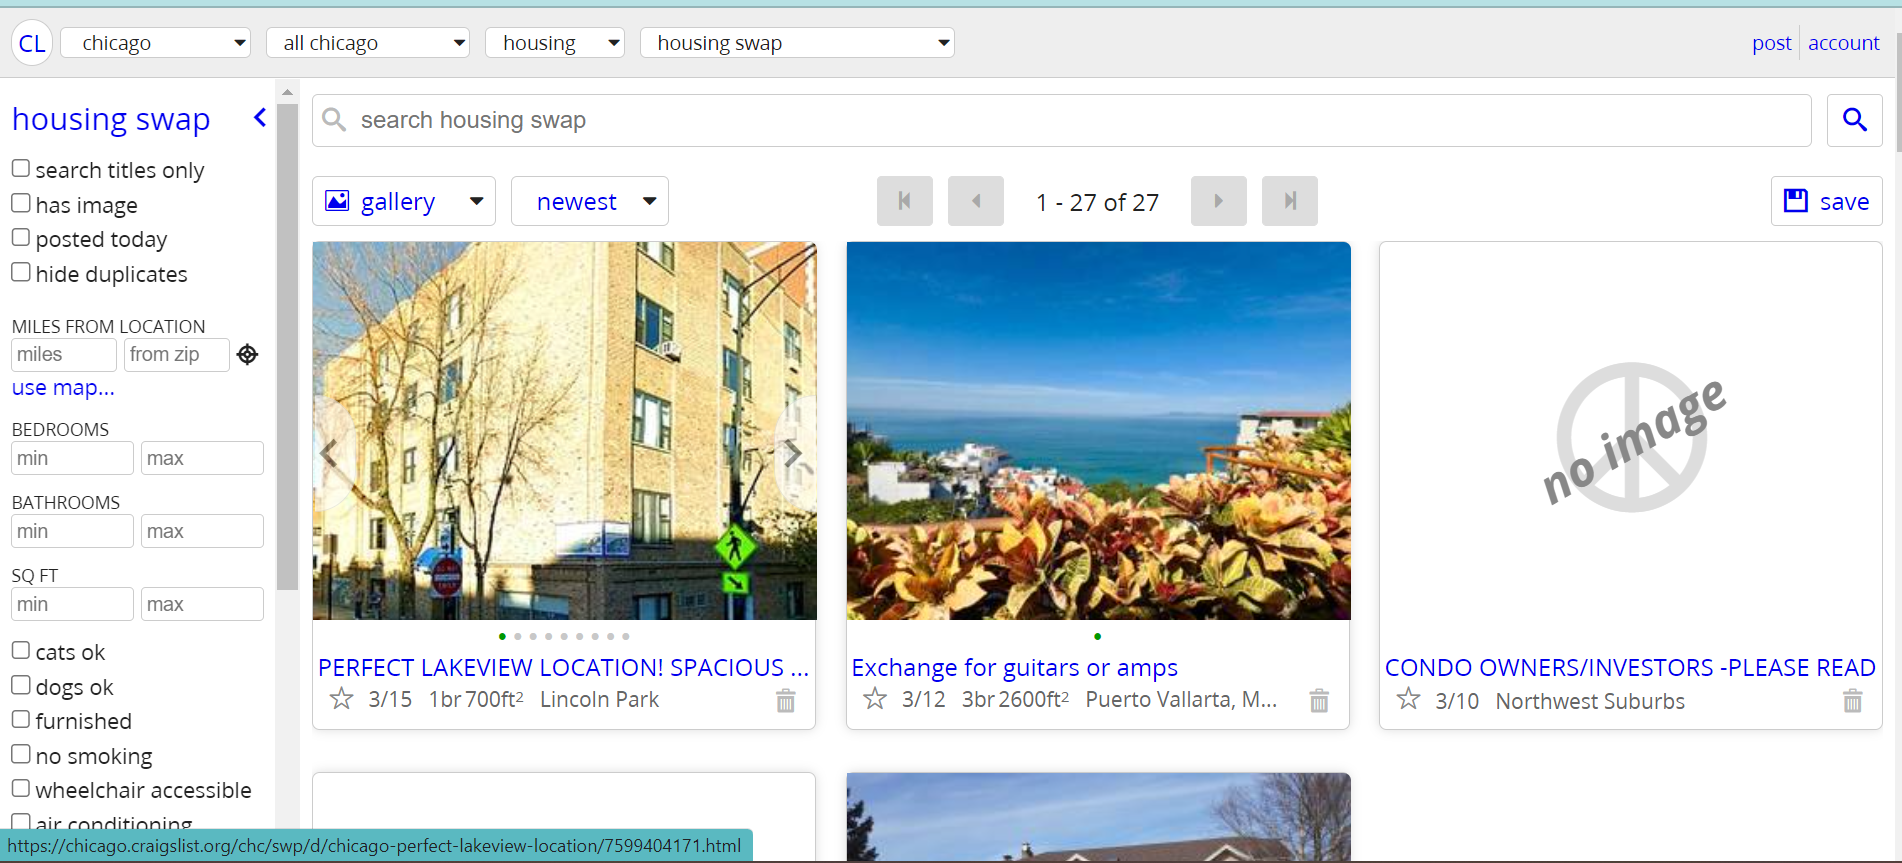 CL chicago all chicago housing housing swap post account
housing swap
search titles only
has image
posted today
hide duplicates
MILES FROM LOCATION
miles from zip
use map...
BEDROOMS
min max
BATHROOMS
min max
SQ FT
min max
cats ok
dogs ok
furnished
no smoking
wheelchair accessible
air conditioning
search housing swap
gallery newest 1 - 27 of 27 save
no image
PERFECT LAKEVIEW LOCATION! SPACIOUS ...
3/15 1br 700ft2 Lincoln Park
Exchange for guitars or amps
3/12 3br 2600ft2 Puerto Vallarta, M...
CONDO OWNERS/INVESTORS -PLEASE READ
3/10 Northwest Suburbs
https://chicago.craigslist.org/chc/swp/d/chicago-perfect-lakeview-location/7599404171.html